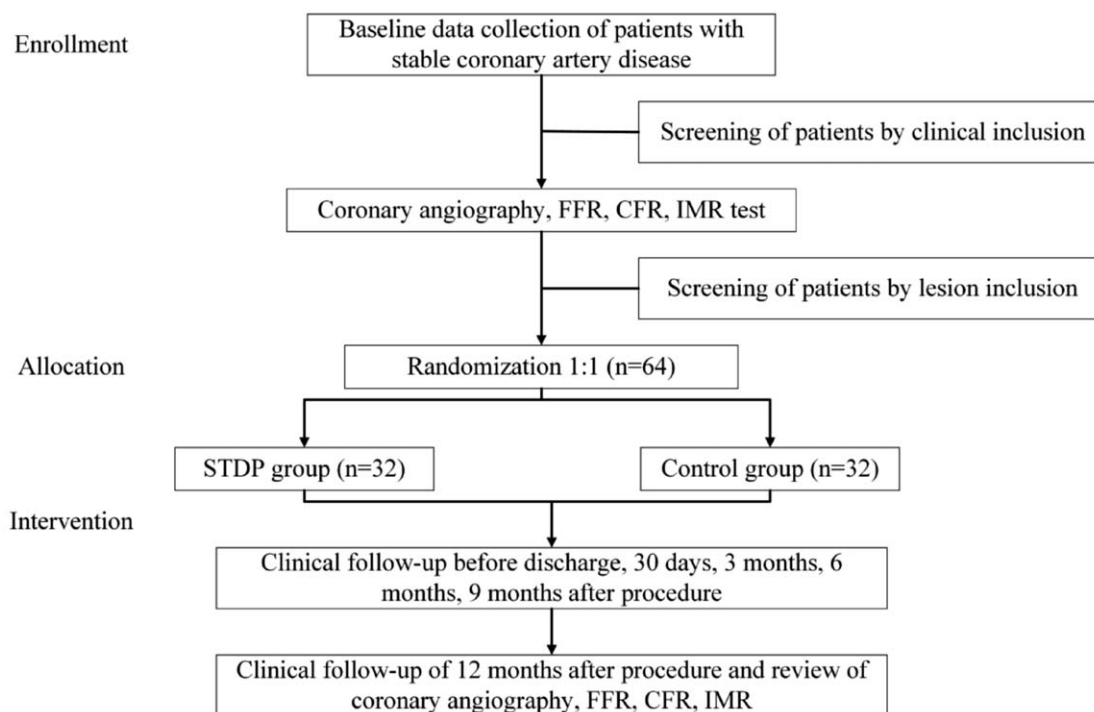 Enrollment
Baseline data collection of patients with
stable coronary artery disease
Screening of patients by clinical inclusion
Coronary angiography, FFR, CFR, IMR test
Screening of patients by lesion inclusion
Allocation
Randomization 1:1 (n=64)
STDP group (n=32)
Control group (n=32)
Intervention
Clinical follow-up before discharge, 30 days, 3 months, 6
months, 9 months after procedure
Clinical follow-up of 12 months after procedure and review of
coronary angiography, FFR, CFR, IMR